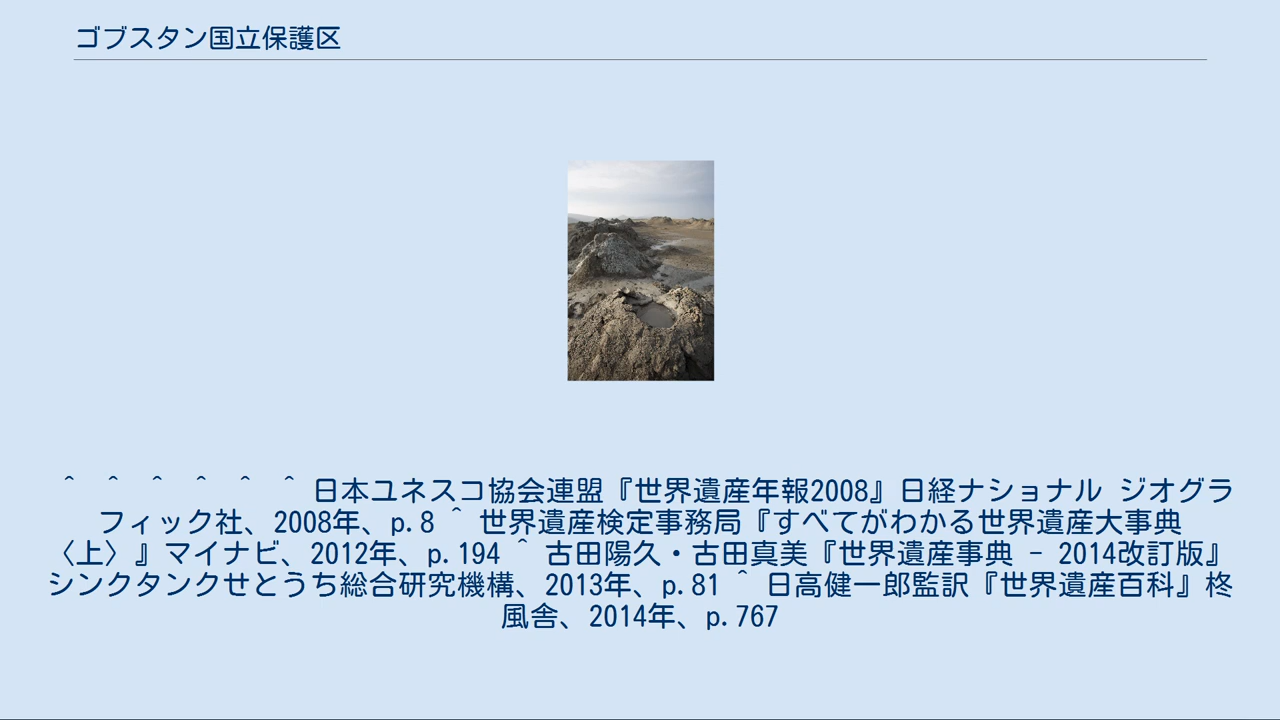 ゴブスタン国立保護区
^ ^ ^ ^ ^ ^ 日本ユネスコ協会連盟『世界遺産年報2008』日経ナショナル ジオグラ
フィック社、2008年、p.8 ^ 世界遺産検定事務局『すべてがわかる世界遺産大事典
〈上〉』マイナビ、2012年、p.194 ^ 古田陽久・古田真美『世界遺産事典 - 2014改訂版』
シンクタンクせとうち総合研究機構、2013年、p.81 ^ 日高健一郎監訳『世界遺産百科』柊
風舎、2014年、p.767